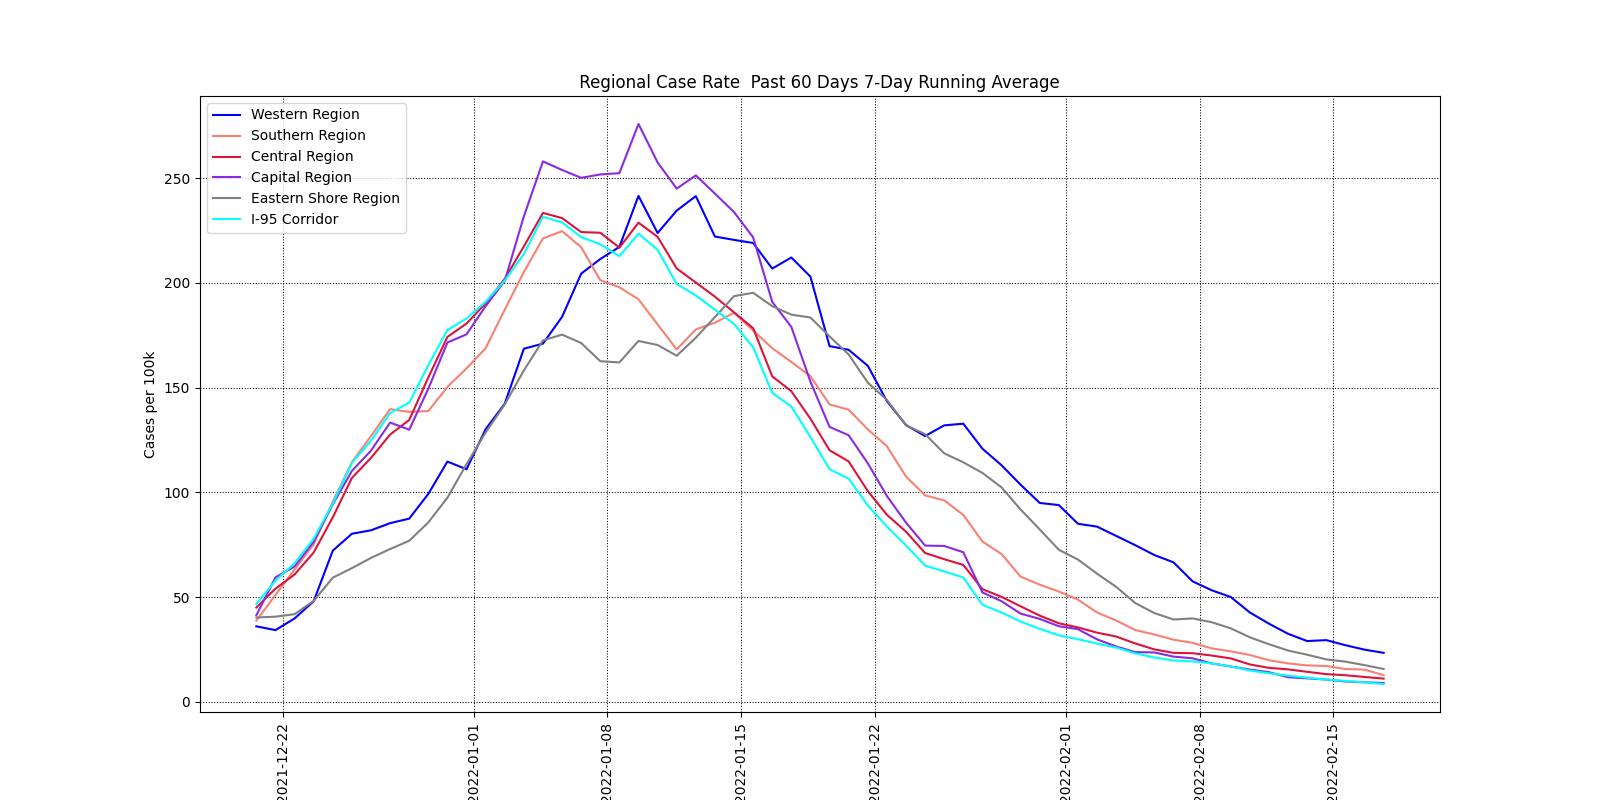 Regional Case Rate  Past 60 Days 7-Day Running Average
Western Region
Southern Region
Central Region
Capital Region
Eastern Shore Region
I-95 Corridor
Cases per 100k
250
200
150
100
50
0
2021-12-22
2022-01-01
2022-01-08
2022-01-15
2022-01-22
2022-02-01
2022-02-08
2022-02-15